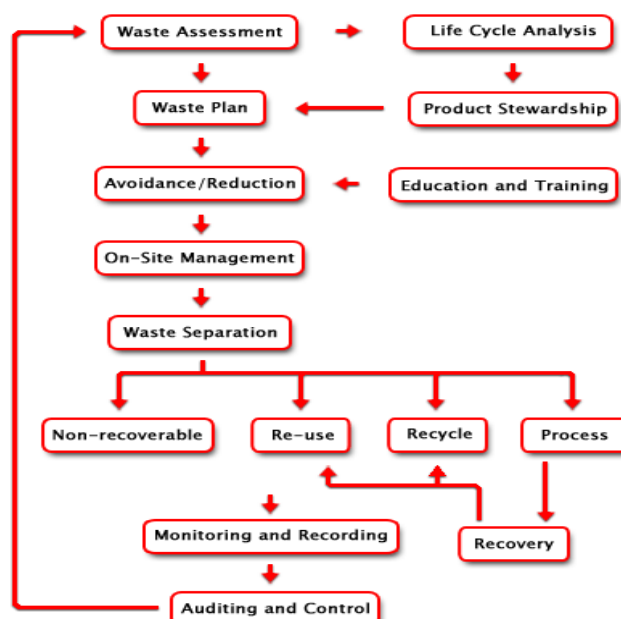 Waste Assessment
Life Cycle Analysis
Waste Plan
Product Stewardship
Avoidance/Reduction
Education and Training
On-Site Management
Waste Separation
Non-recoverable
Re-use
Recycle
Process
Monitoring and Recording
Recovery
Auditing and Control